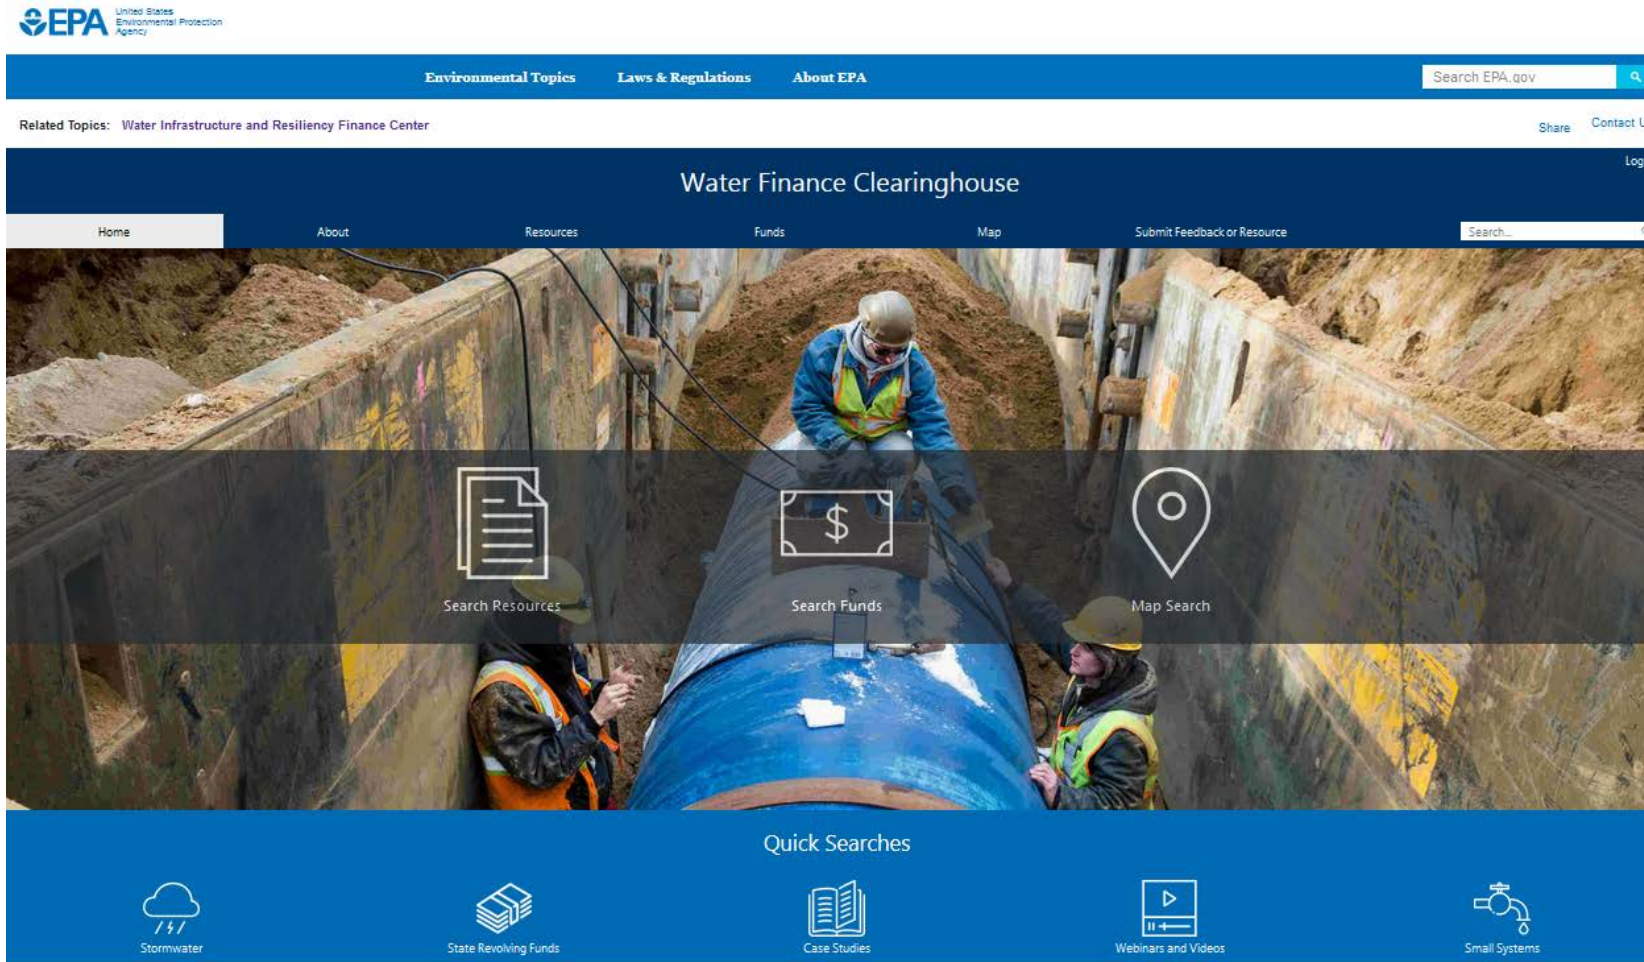 EPA
United States
Environmental Protection
Agency
Environmental Topics Laws & Regulations About EPA Search EPA.gov
Related Topics: Water Infrastructure and Resiliency Finance Center Share Contact U
Log
Water Finance Clearinghouse
Home About Resources Funds Map Submit Feedback or Resource Search...
Search Resources Search Funds Map Search
$
Quick Searches
Stormwater State Revolving Funds Case Studies Webinars and Videos Small Systems